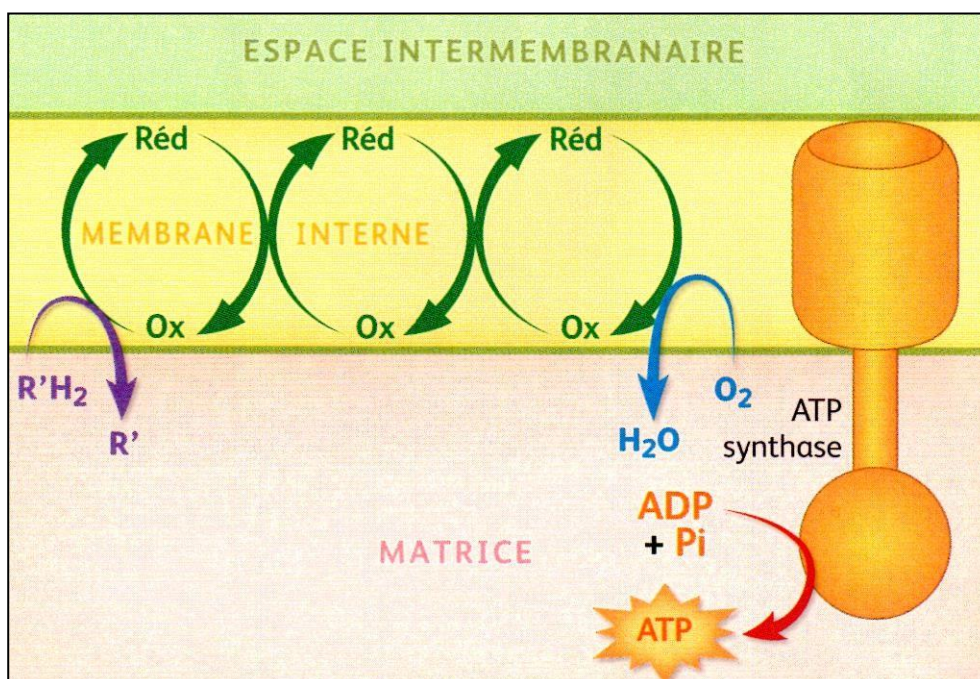 ESPACE INTERMEMBRANAIRE
Réd Réd Réd
MEMBRANE INTERNE
Ox Ox Ox
R'H₂
R'
H₂O
O₂
ATP
synthase
ADP
+ Pi
MATRICE
ATP